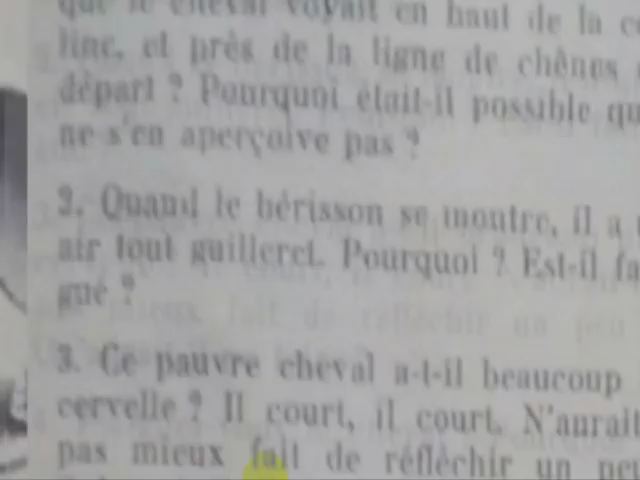 que le cheval voyait en haut de la co
line, et près de la ligne de chênes
départ ? Pourquoi était-il possible qu
ne s'en aperçoive pas ?
2. Quand le hérisson se montre, il a
air tout guilleret. Pourquoi ? Est-il fa
gué ?
3. Ce pauvre cheval a-t-il beaucoup
cervelle ? Il court, il court. N'aurait
pas mieux fait de réfléchir un peu